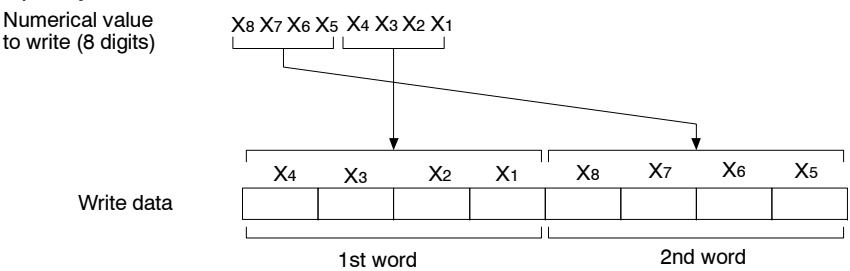 Numerical value
to write (8 digits)
X8 X7 X6 X5 X4 X3 X2 X1
X4 X3 X2 X1 X8 X7 X6 X5
Write data
1st word 2nd word